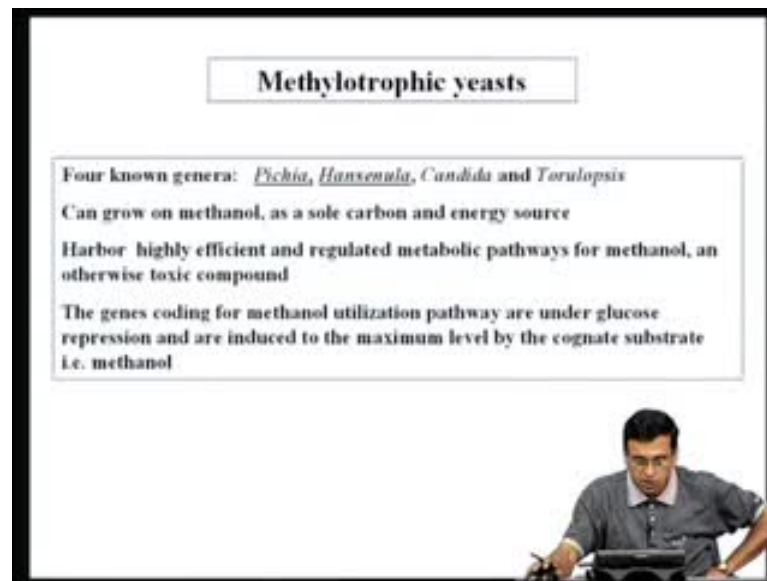 Methylotrophic yeasts
Four known genera: Pichia, Hansenula, Candida and Torulopsis
Can grow on methanol, as a sole carbon and energy source
Harbor highly efficient and regulated metabolic pathways for methanol, an
otherwise toxic compound
The genes coding for methanol utilization pathway are under glucose
repression and are induced to the maximum level by the cognate substrate
i.e. methanol